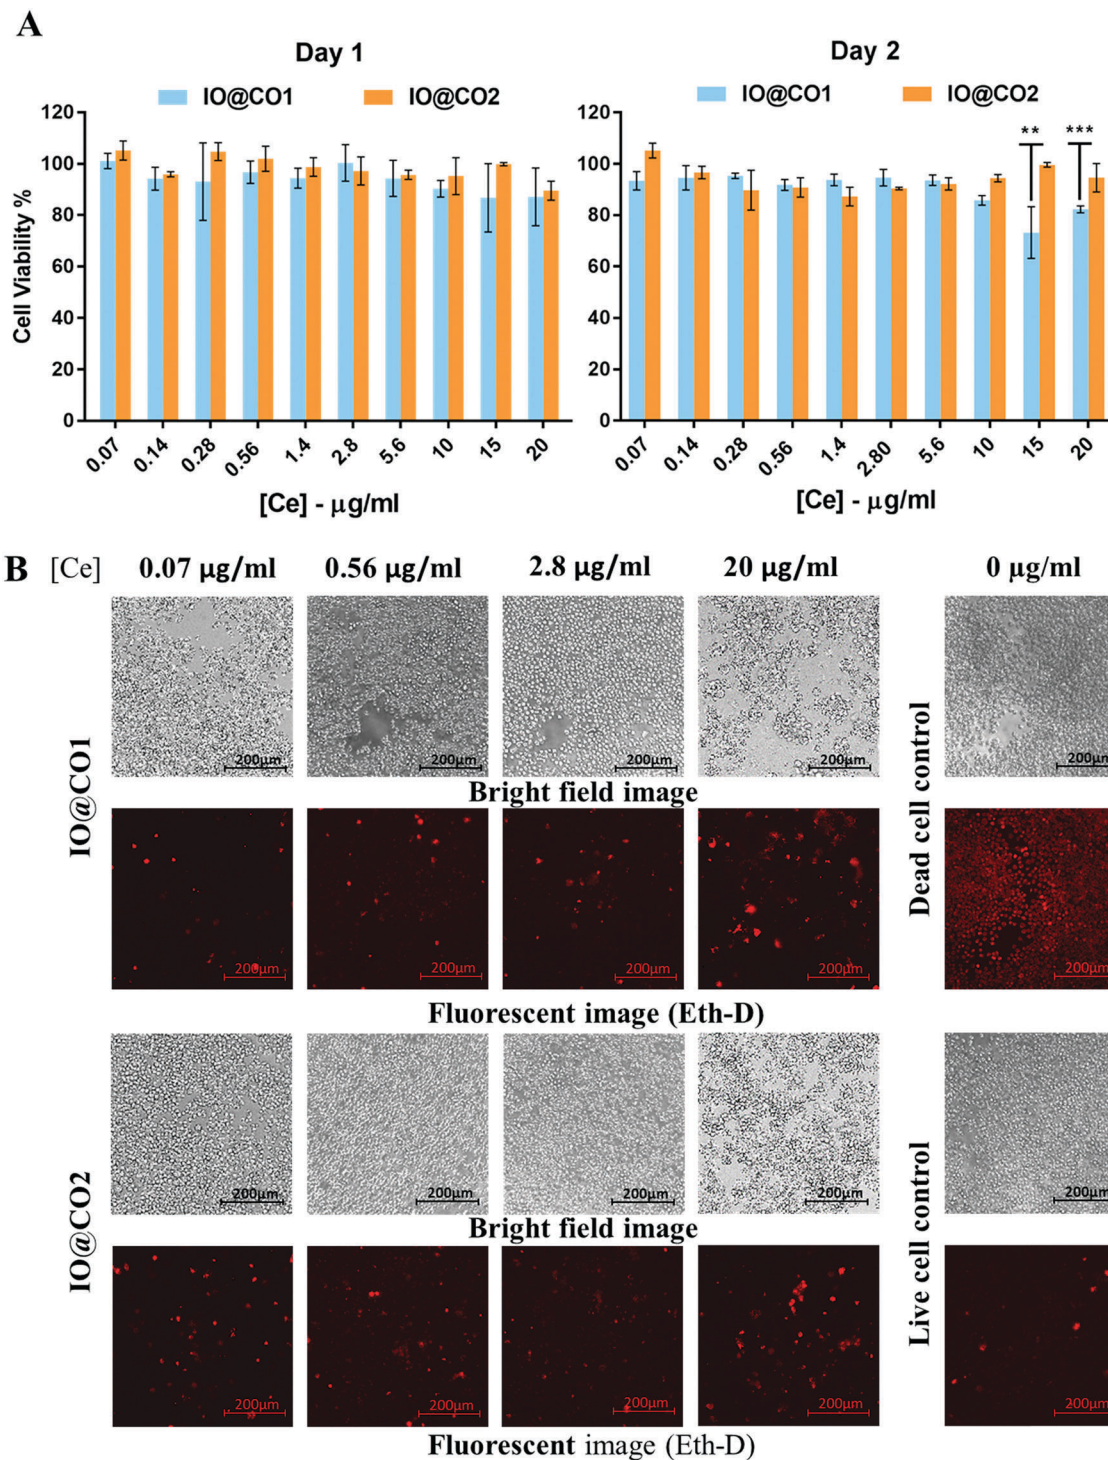 A
Day 1
IO@CO1 IO@CO2
120
100
80
60
40
20
0
Cell Viability %
0.07 0.14 0.28 0.56 1.4 2.8 5.6 10 15 20
[Ce] - µg/ml
Day 2
IO@CO1 IO@CO2
120
100
80
60
40
20
0
** ***
0.07 0.14 0.28 0.56 1.4 2.80 5.6 10 15 20
[Ce] - µg/ml
B [Ce] 0.07 µg/ml 0.56 µg/ml 2.8 µg/ml 20 µg/ml 0 µg/ml
IO@CO1
200µm 200µm 200µm 200µm 200µm
Bright field image
Dead cell control
200µm 200µm 200µm 200µm 200µm
Fluorescent image (Eth-D)
IO@CO2
200µm 200µm 200µm 200µm 200µm
Bright field image
Live cell control
200µm 200µm 200µm 200µm 200µm
Fluorescent image (Eth-D)